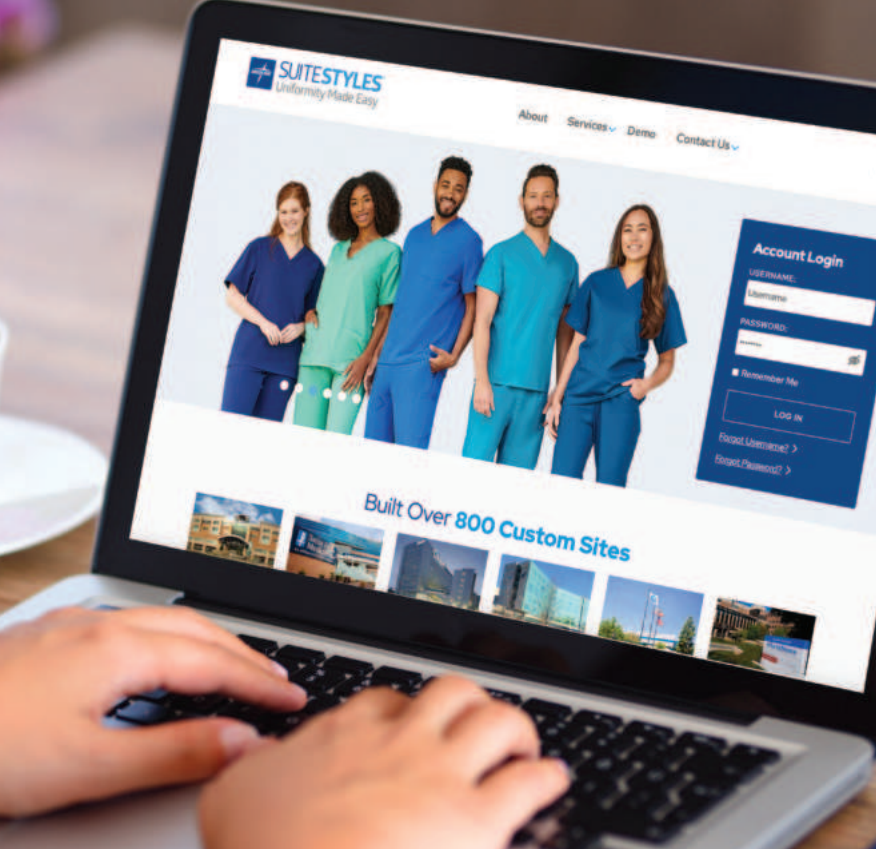 SUITESTYLES
Uniformity Made Easy
About Services Demo Contact Us
Account Login
USERNAME:
Username
PASSWORD:
Remember Me
LOG IN
Forgot Username? >
Forgot Password? >
Built Over 800 Custom Sites